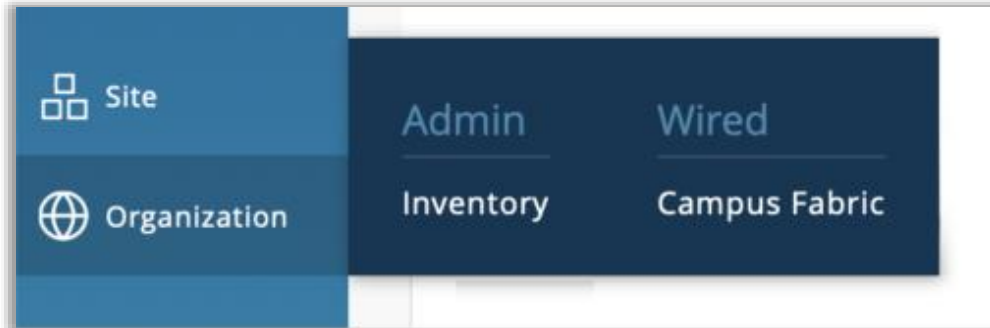 Site
Organization
Admin
Inventory
Wired
Campus Fabric